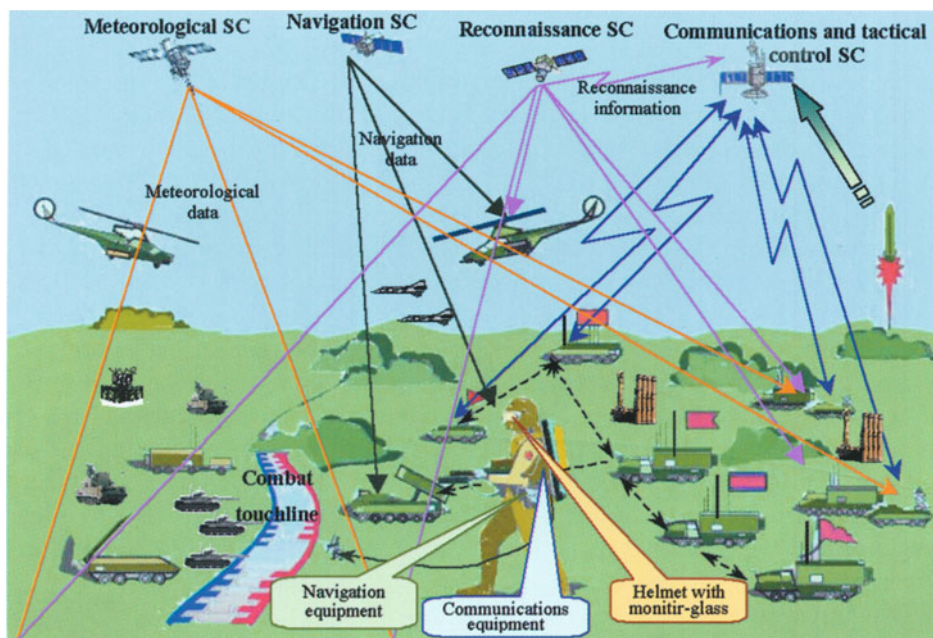 Meteorological SC
Navigation SC
Reconnaissance SC
Communications and tactical
control SC
Reconnaissance
information
Navigation
data
Meteorological
data
Combat
touchline
Navigation
equipment
Communications
equipment
Helmet with
monitir-glass